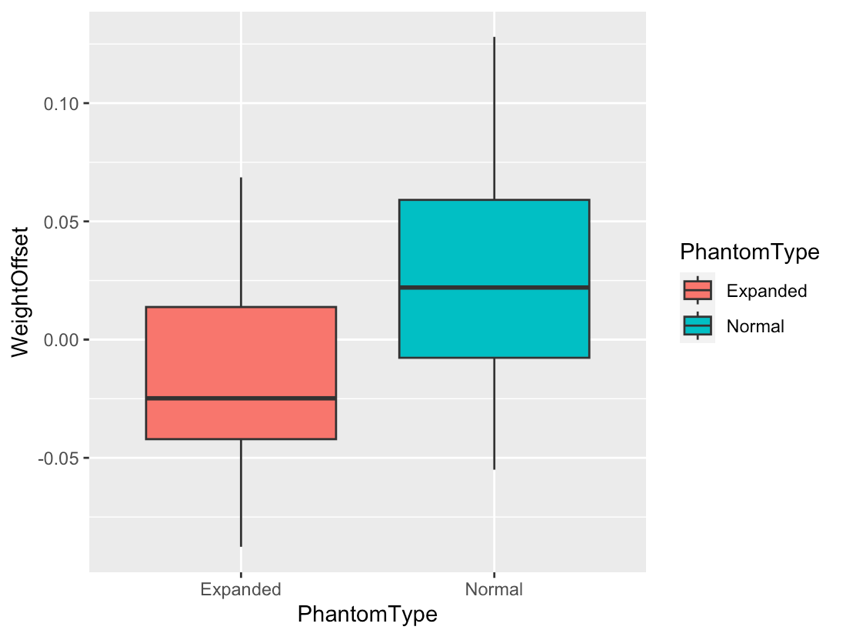 WeightOffset
0.10
0.05
0.00
-0.05
Expanded
Normal
PhantomType
PhantomType
Expanded
Normal